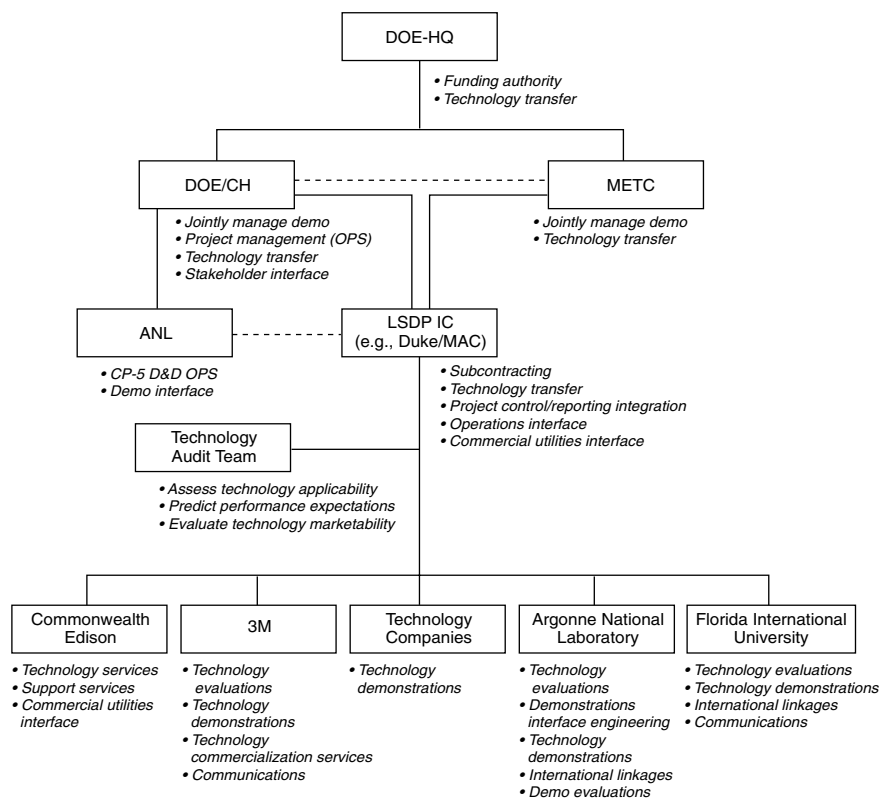 DOE-HQ
• Funding authority
• Technology transfer
DOE/CH
• Jointly manage demo
• Project management (OPS)
• Technology transfer
• Stakeholder interface
METC
• Jointly manage demo
• Technology transfer
ANL
• CP-5 D&D OPS
• Demo interface
LSDP IC
(e.g., Duke/MAC)
• Subcontracting
• Technology transfer
• Project control/reporting integration
• Operations interface
• Commercial utilities interface
Technology
Audit Team
• Assess technology applicability
• Predict performance expectations
• Evaluate technology marketability
Commonwealth
Edison
• Technology services
• Support services
• Commercial utilities
interface
3M
• Technology
evaluations
• Technology
demonstrations
• Technology
commercialization services
• Communications
Technology
Companies
• Technology
demonstrations
Argonne National
Laboratory
• Technology
evaluations
• Demonstrations
interface engineering
• Technology
demonstrations
• International linkages
• Demo evaluations
Florida International
University
• Technology evaluations
• Technology demonstrations
• International linkages
• Communications